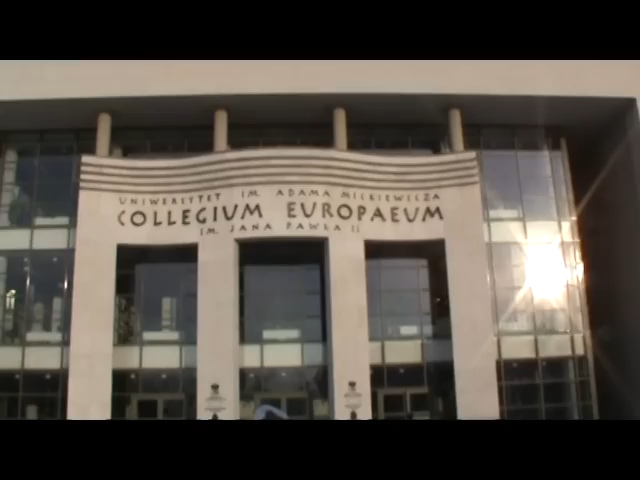 UNIWERSYTET IM. ADAMA MICKIEWICZA
COLLEGIUM EUROPAEUM
IM. JANA PAWŁA II